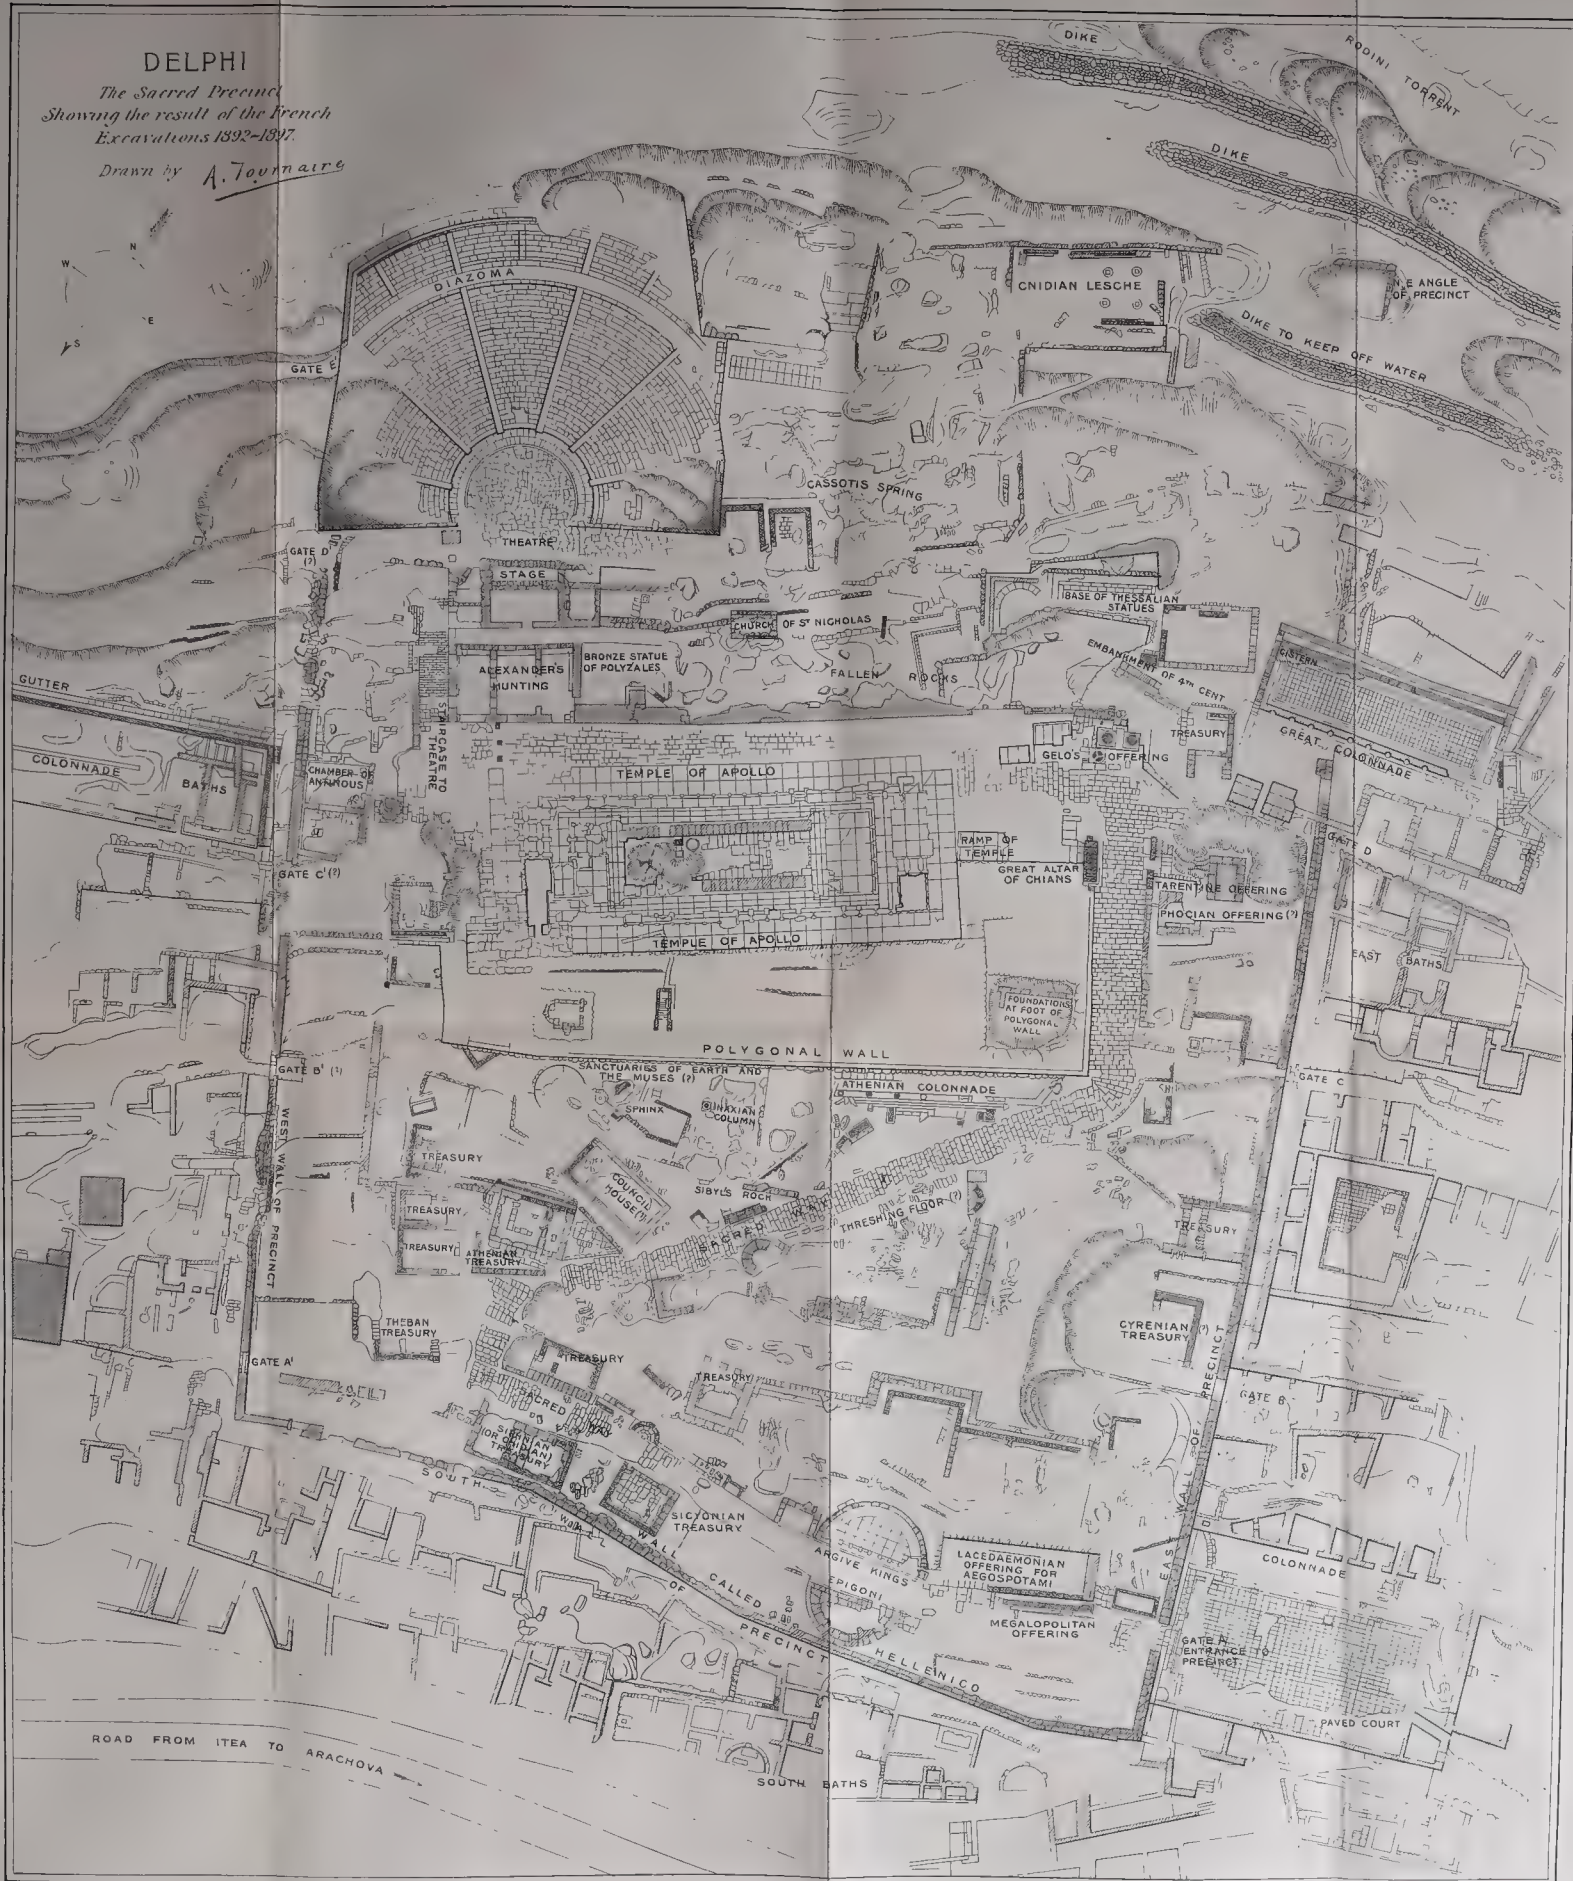 DELPHI
The Sacred Precinct
Showing the result of the French
Excavations 1892-1897.
Drawn by A. Tournaire
N
W
E
S
DIKE
RODINI TORRENT
DIKE
DIAZOMA
CNIDIAN LESCHE
N.E ANGLE
OF PRECINCT
DIKE TO KEEP OFF WATER
GATE E'
CASSOTIS SPRING
THEATRE
GATE D'
(?)
STAGE
BASE OF THESSALIAN
STATUES
CHURCH OF ST NICHOLAS
BRONZE STATUE
OF POLYZALES
ALEXANDER'S
HUNTING
FALLEN ROCKS
EMBANKMENT OF 4TH CENT
CISTERN
GUTTER
STAIRCASE TO
THEATRE
TREASURY
GREAT COLONNADE
COLONNADE
BATHS
CHAMBER OF
ANTINOUS
TEMPLE OF APOLLO
GELO'S OFFERING
RAMP OF
TEMPLE
GATE D
GREAT ALTAR
OF CHIANS
GATE C' (?)
TARENTINE OFFERING
PHOCIAN OFFERING (?)
TEMPLE OF APOLLO
EAST BATHS
FOUNDATIONS
AT FOOT OF
POLYGONAL
WALL
POLYGONAL WALL
GATE B' (?)
SANCTUARIES OF EARTH AND
THE MUSES (?)
ATHENIAN COLONNADE
GATE C
SPHINX
NAXIAN
COLUMN
WEST WALL OF PRECINCT
TREASURY
COUNCIL
HOUSE (?)
SIBYL'S ROCK
THRESHING FLOOR (?)
TREASURY
SACRED WAY
TREASURY
TREASURY
ATHENIAN
TREASURY
THEBAN
TREASURY
CYRENIAN (?)
TREASURY
GATE A'
TREASURY
TREASURY
GATE B
SACRED WAY
SIPHNIAN
(OR CNIDIAN)
TREASURY
EAST WALL OF PRECINCT
SOUTH WALL OF PRECINCT
SICYONIAN
TREASURY
WALL CALLED HELLENICO
ARGIVE KINGS
EPIGONI
LACEDAEMONIAN
OFFERING FOR
AEGOSPOTAMI
COLONNADE
MEGALOPOLITAN
OFFERING
GATE A
ENTRANCE TO
PRECINCT
PAVED COURT
ROAD FROM ITEA TO ARACHOVA
SOUTH BATHS